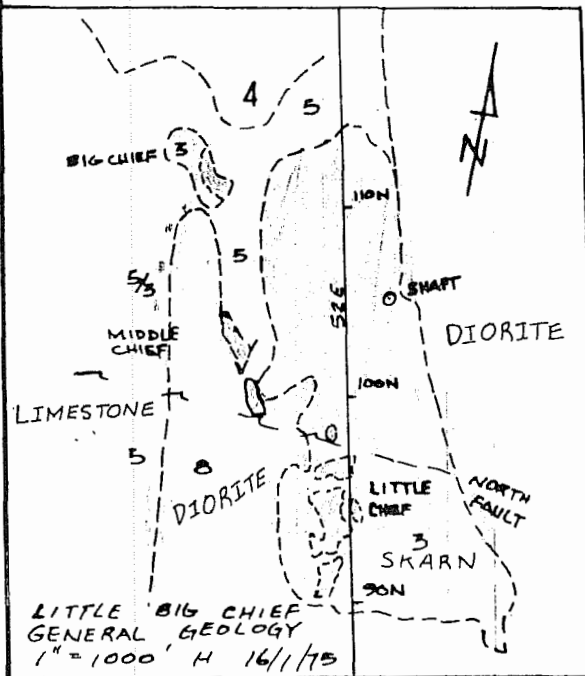 4
5
N
BIG CHIEF
3
110N
5
5/3
52E
SHAFT
MIDDLE
CHIEF
DIORITE
100N
LIMESTONE
5
8
DIORITE
LITTLE
CHIEF
NORTH
FAULT
3
SKARN
90N
LITTLE BIG CHIEF
GENERAL GEOLOGY
1" = 1000' H 16/1/75